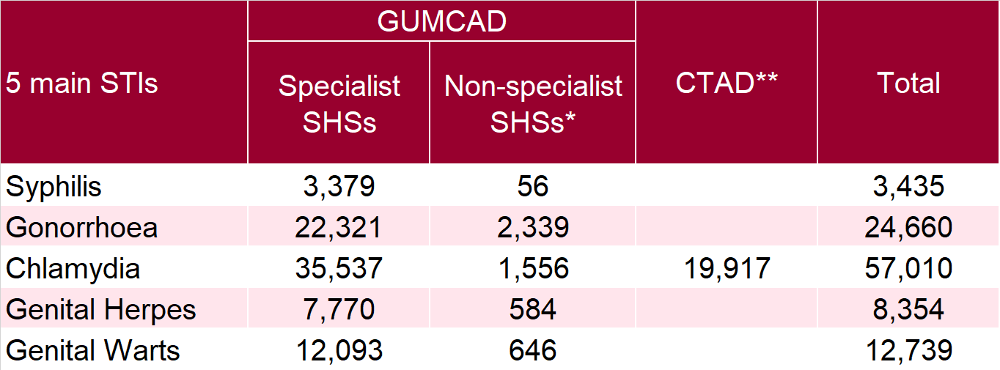 GUMCAD
5 main STIs Specialist SHSs Non-specialist SHSs* CTAD** Total
Syphilis 3,379 56 3,435
Gonorrhoea 22,321 2,339 24,660
Chlamydia 35,537 1,556 19,917 57,010
Genital Herpes 7,770 584 8,354
Genital Warts 12,093 646 12,739